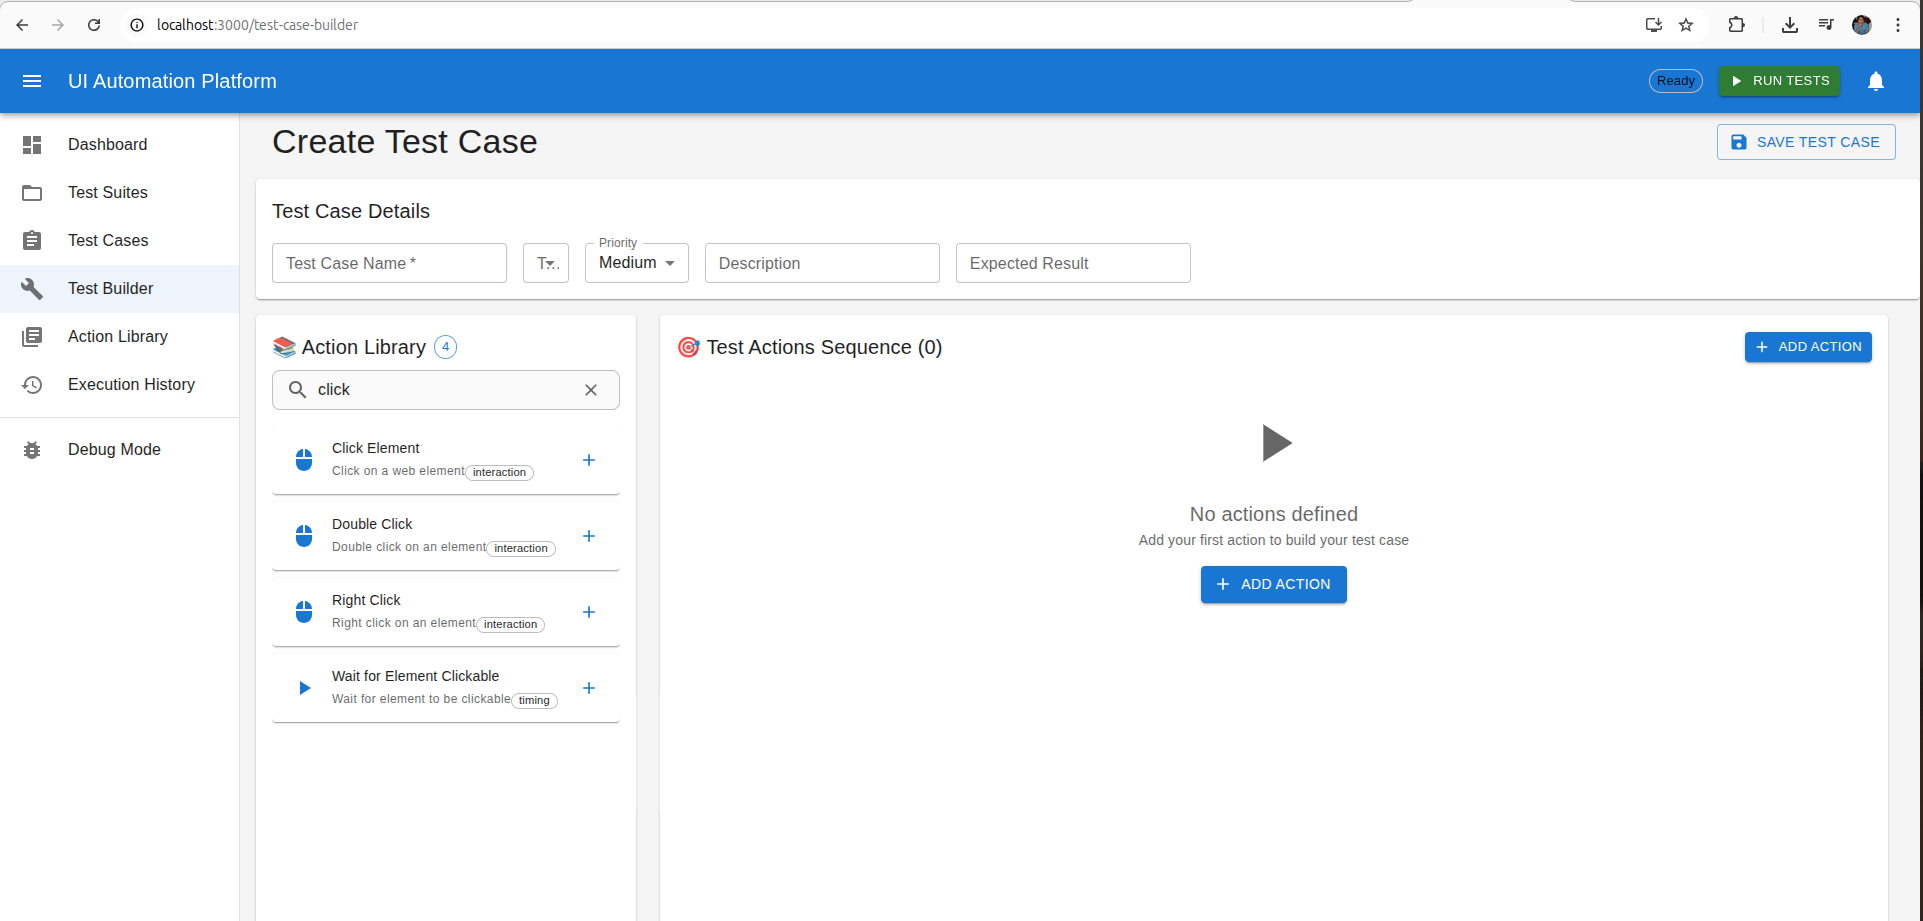 localhost:3000/test-case-builder
UI Automation Platform
Ready
RUN TESTS
Dashboard
Test Suites
Test Cases
Test Builder
Action Library
Execution History
Debug Mode
Create Test Case
SAVE TEST CASE
Test Case Details
Test Case Name *
T...
Priority
Medium
Description
Expected Result
Action Library 4
click
Click Element
Click on a web element interaction
Double Click
Double click on an element interaction
Right Click
Right click on an element interaction
Wait for Element Clickable
Wait for element to be clickable timing
Test Actions Sequence (0)
ADD ACTION
No actions defined
Add your first action to build your test case
ADD ACTION